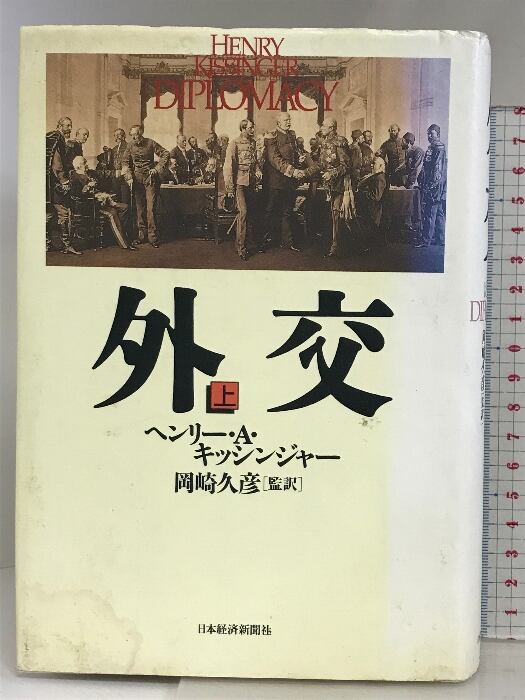 HENRY
KISSINGER
DIPLOMACY
外交
上
ヘンリー・A・
キッシンジャー
岡崎久彦[監訳]
日本経済新聞社